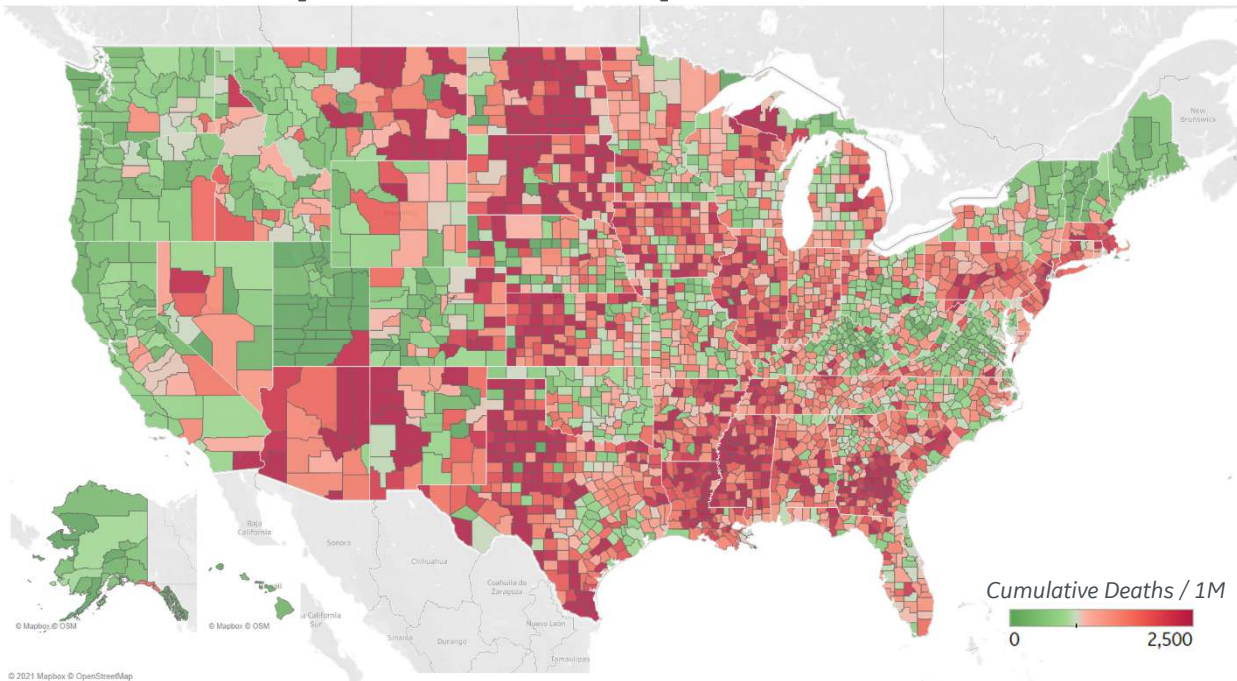 New
Brunswick
Baja
California
Sonora
Chihuahua
Coahuila de
Zaragoza
Cumulative Deaths / 1M
0
2,500
© Mapbox © OSM
© Mapbox © OSM
California
Sur
Sinaloa
Durango
Nuevo León
Tamaulipas
© 2021 Mapbox © OpenStreetMap